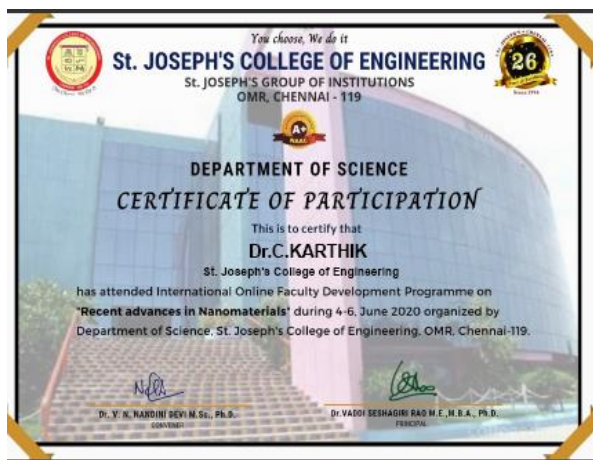 You choose, We do it
St. JOSEPH'S COLLEGE OF ENGINEERING
St. JOSEPH'S GROUP OF INSTITUTIONS
OMR, CHENNAI - 119
26
Since 1994
A+
NAAC
DEPARTMENT OF SCIENCE
CERTIFICATE OF PARTICIPATION
This is to certify that
Dr.C.KARTHIK
St. Joseph's College of Engineering
has attended International Online Faculty Development Programme on
"Recent advances in Nanomaterials" during 4-6, June 2020 organized by
Department of Science, St. Joseph's College of Engineering, OMR, Chennai-119.
Dr. V. N. NANDINI DEVI M.Sc., Ph.D.
CONVENER
Dr.VADDI SESHAGIRI RAO M.E.,M.B.A., Ph.D.
PRINCIPAL